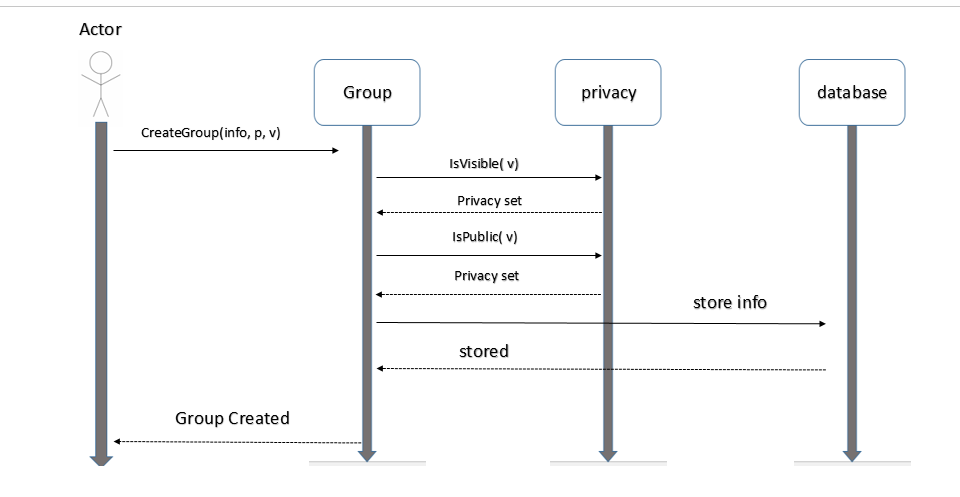 Actor
Group
privacy
database
CreateGroup(info, p, v)
IsVisible( v)
Privacy set
IsPublic( v)
Privacy set
store info
stored
Group Created